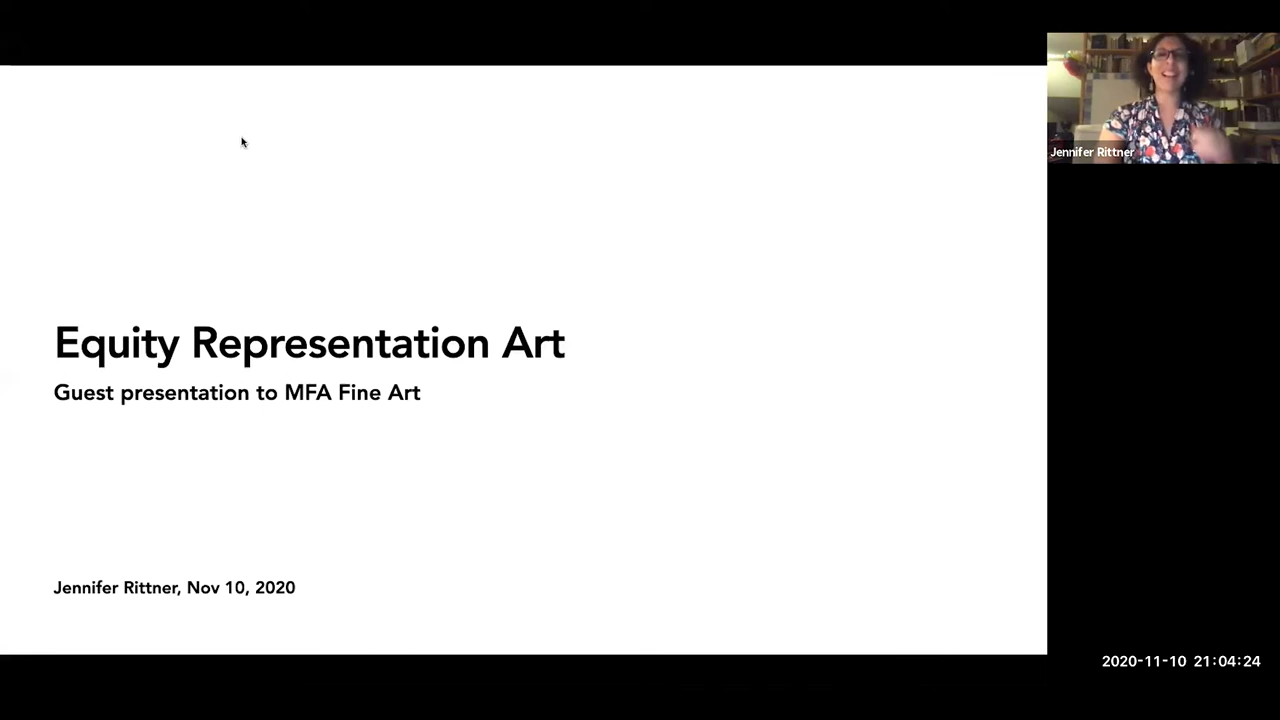 Jennifer Rittner
Equity Representation Art
Guest presentation to MFA Fine Art
Jennifer Rittner, Nov 10, 2020
2020-11-10 21:04:24